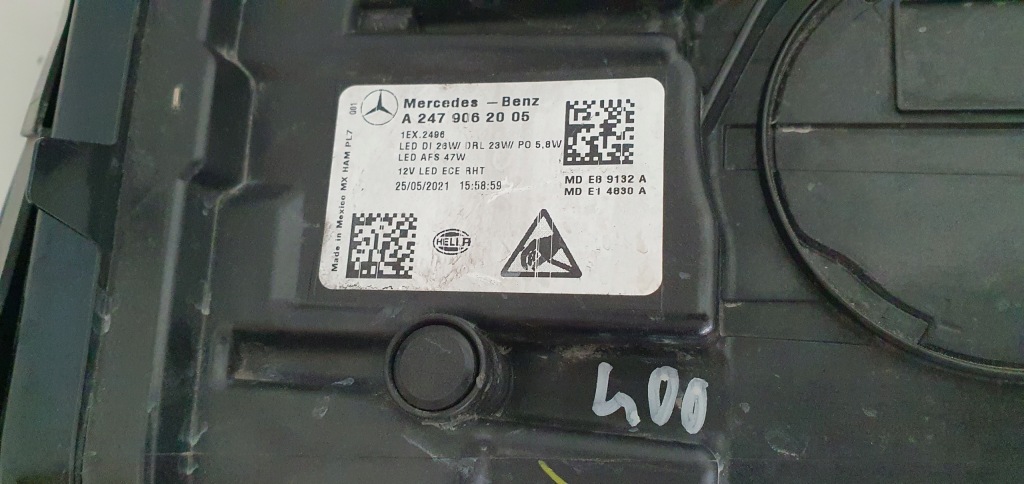 Mercedes - Benz
A 247 906 20 05
1EX.2496
LED DI 26W/ DRL 23W/ PO 5,8W
LED AFS 47W
12V LED ECE RHT
25/05/2021 15:58:59
MD E8 9132 A
MD E1 4830 A
Made in Mexico MX HAM PL7 Q01
HELLA
400